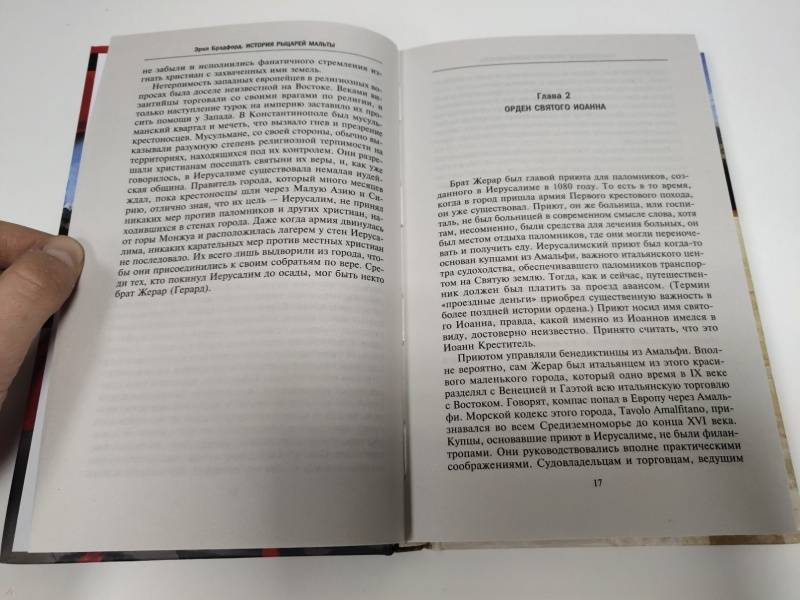 Эрнл Брэдфорд. ИСТОРИЯ РЫЦАРЕЙ МАЛЬТЫ
не забыли и исполнились фанатичного стремления из-
гнать христиан с захваченных ими земель.
Нетерпимость западных европейцев в религиозных во-
просах была доселе неизвестной на Востоке. Веками ви-
зантийцы торговали со своими врагами по религии, и
только наступление турок на империю заставило их про-
сить помощи у Запада. В Константинополе был мусуль-
манский квартал и мечеть, что вызвало гнев и презрение
крестоносцев. Мусульмане, со своей стороны, обычно вы-
казывали разумную степень религиозной терпимости на
территориях, находящихся под их контролем. Они разре-
шали христианам посещать святыни их веры, и, как уже
говорилось, в Иерусалиме существовала немалая иудей-
ская община. Правитель города, который много месяцев
ждал, пока крестоносцы шли через Малую Азию и Си-
рию, отлично зная, что их цель — Иерусалим, не принял
никаких мер против паломников и других христиан, на-
ходившихся в стенах города. Даже когда армия двинулась
от горы Монжуа и расположилась лагерем у стен Иеруса-
лима, никаких карательных мер против местных христиан
не последовало. Их всего лишь выдворили из города, что-
бы они присоединились к своим собратьям по вере. Сре-
ди тех, кто покинул Иерусалим до осады, мог быть некто
брат Жерар (Герард).
Глава 2
ОРДЕН СВЯТОГО ИОАННА
Брат Жерар был главой приюта для паломников, соз-
данного в Иерусалиме в 1080 году. То есть в то время,
когда в город пришла армия Первого крестового похода,
он уже существовал. Приют, он же больница, или госпи-
таль, не был больницей в современном смысле слова, хотя
там, несомненно, были средства для лечения больных, он
был местом отдыха паломников, где они могли переноче-
вать и получить еду. Иерусалимский приют был когда-то
основан купцами из Амальфи, важного итальянского цен-
тра судоходства, обеспечивавшего паломников транспор-
том на Святую землю. Тогда, как и сейчас, путешествен-
ник должен был платить за проезд авансом. (Термин
«проездные деньги» приобрел существенную важность в
более поздней истории ордена.) Приют носил имя свято-
го Иоанна, правда, какой именно из Иоаннов имелся в
виду, достоверно неизвестно. Принято считать, что это
Иоанн Креститель.
Приютом управляли бенедиктинцы из Амальфи. Впол-
не вероятно, сам Жерар был итальянцем из этого краси-
вого маленького города, который одно время в IX веке
разделял с Венецией и Гаэтой всю итальянскую торговлю
с Востоком. Говорят, компас попал в Европу через Амаль-
фи. Морской кодекс этого города, Tavolo Amalfitano, при-
знавался во всем Средиземноморье до конца XVI века.
Купцы, основавшие приют в Иерусалиме, не были филан-
тропами. Они руководствовались вполне практическими
соображениями. Судовладельцам и торговцам, ведущим
17